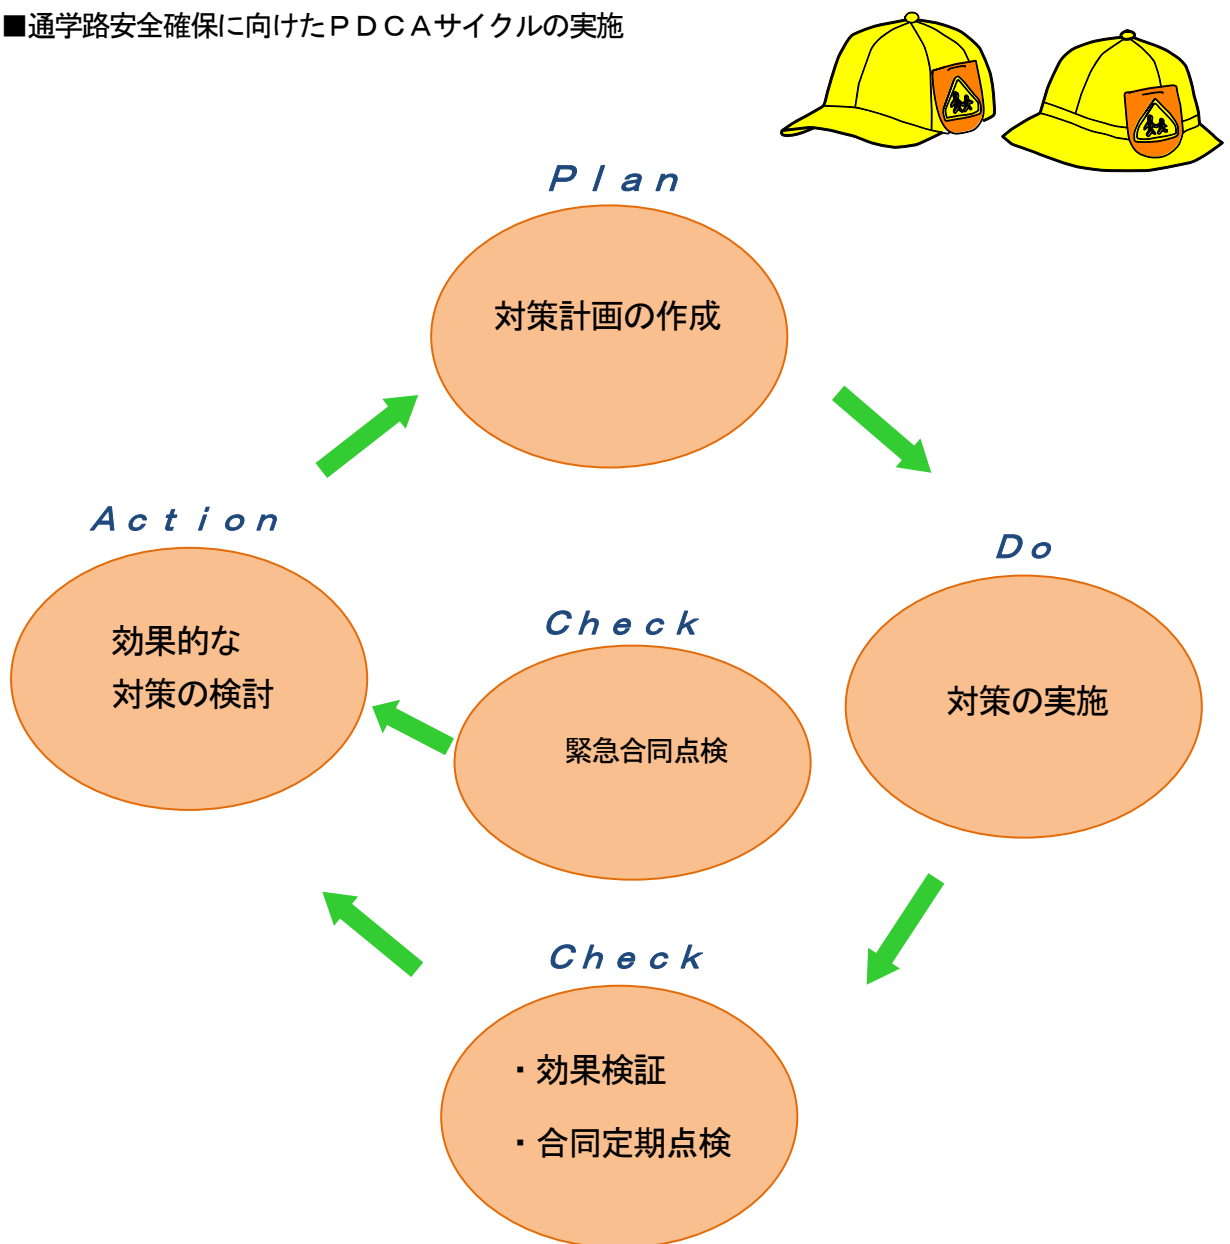 ■通学路安全確保に向けたＰＤＣＡサイクルの実施
Ｐｌａｎ
対策計画の作成
Ａｃｔｉｏｎ
効果的な
対策の検討
Ｄｏ
対策の実施
Ｃｈｅｃｋ
緊急合同点検
Ｃｈｅｃｋ
・効果検証
・合同定期点検